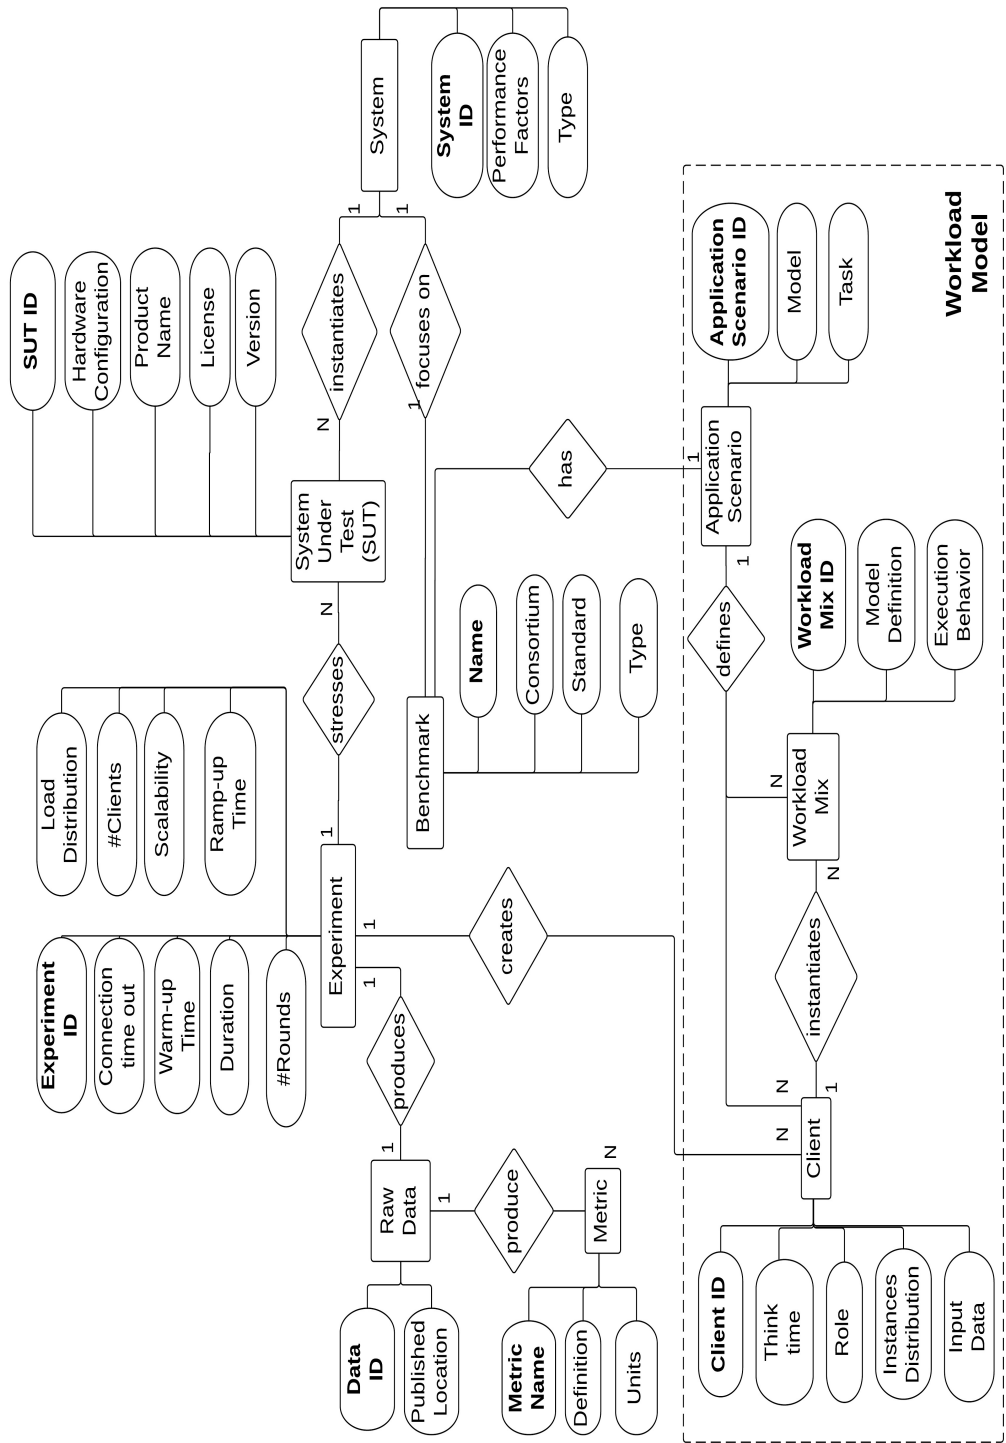 SUT ID
Hardware
Configuration
Product
Name
License
Version
System
System
ID
Performance
Factors
Type
1
1
instantiates
focuses on
N
1
System
Under
Test
(SUT)
N
stresses
1
Load
Distribution
#Clients
Scalability
Ramp-up
Time
Experiment
ID
Connection
time out
Warm-up
Time
Duration
#Rounds
Experiment
1
1
Benchmark
Name
Consortium
Standard
Type
has
1
creates
produces
1
Raw
Data
1
Data
ID
Published
Location
produce
N
Metric
Metric
Name
Definition
Units
Workload
Model
Application
Scenario ID
Model
Task
Application
Scenario
1
defines
N
Workload
Mix ID
Model
Definition
Execution
Behavior
Workload
Mix
N
instantiates
1
N
N
Client
Client ID
Think
time
Role
Instances
Distribution
Input
Data